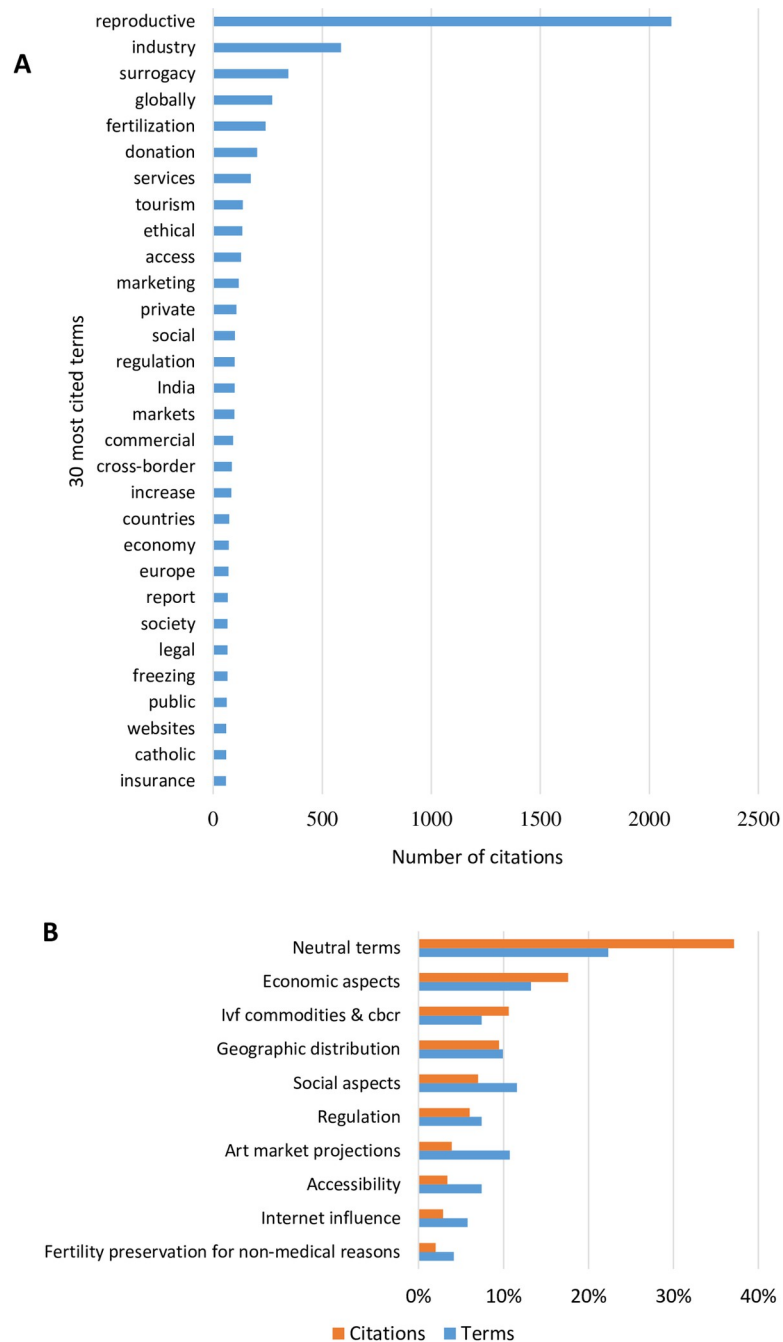 A
30 most cited terms
reproductive
industry
surrogacy
globally
fertilization
donation
services
tourism
ethical
access
marketing
private
social
regulation
India
markets
commercial
cross-border
increase
countries
economy
europe
report
society
legal
freezing
public
websites
catholic
insurance
0 500 1000 1500 2000 2500
Number of citations
B
Neutral terms
Economic aspects
Ivf commodities & cbcr
Geographic distribution
Social aspects
Regulation
Art market projections
Accessibility
Internet influence
Fertility preservation for non-medical reasons
0% 10% 20% 30% 40%
Citations Terms